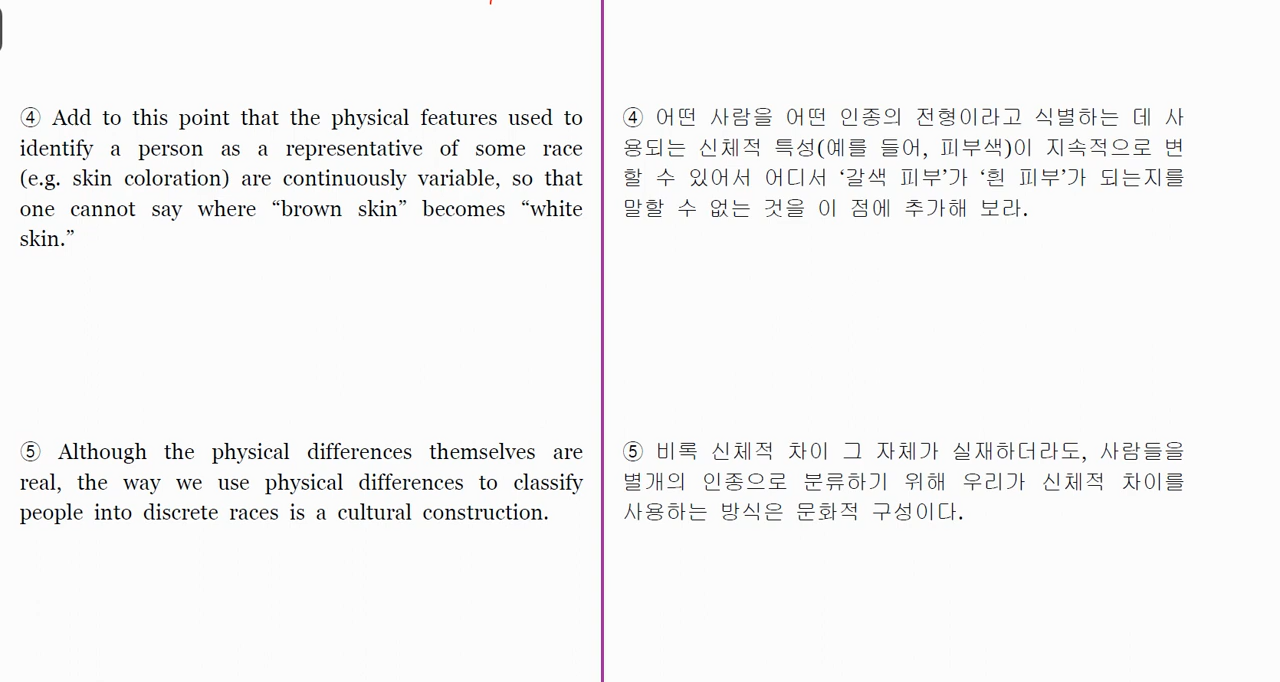 ④ Add to this point that the physical features used to
identify a person as a representative of some race
(e.g. skin coloration) are continuously variable, so that
one cannot say where “brown skin” becomes “white
skin.”
⑤ Although the physical differences themselves are
real, the way we use physical differences to classify
people into discrete races is a cultural construction.
④ 어떤 사람을 어떤 인종의 전형이라고 식별하는 데 사
용되는 신체적 특성(예를 들어, 피부색)이 지속적으로 변
할 수 있어서 어디서 ‘갈색 피부’가 ‘흰 피부’가 되는지를
말할 수 없는 것을 이 점에 추가해 보라.
⑤ 비록 신체적 차이 그 자체가 실재하더라도, 사람들을
별개의 인종으로 분류하기 위해 우리가 신체적 차이를
사용하는 방식은 문화적 구성이다.